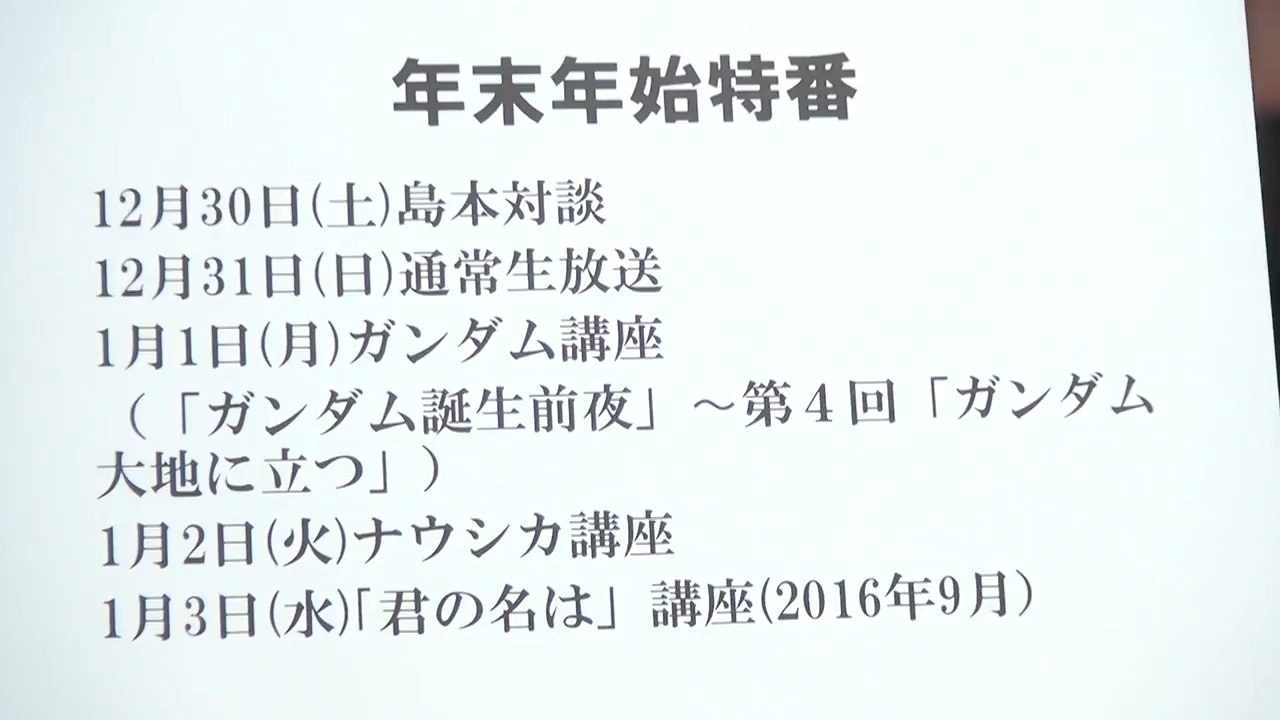 年末年始特番
12月30日(土)島本対談
12月31日(日)通常生放送
1月1日(月)ガンダム講座
（「ガンダム誕生前夜」～第４回「ガンダム
大地に立つ」）
1月2日(火)ナウシカ講座
1月3日(水)「君の名は」講座(2016年9月）